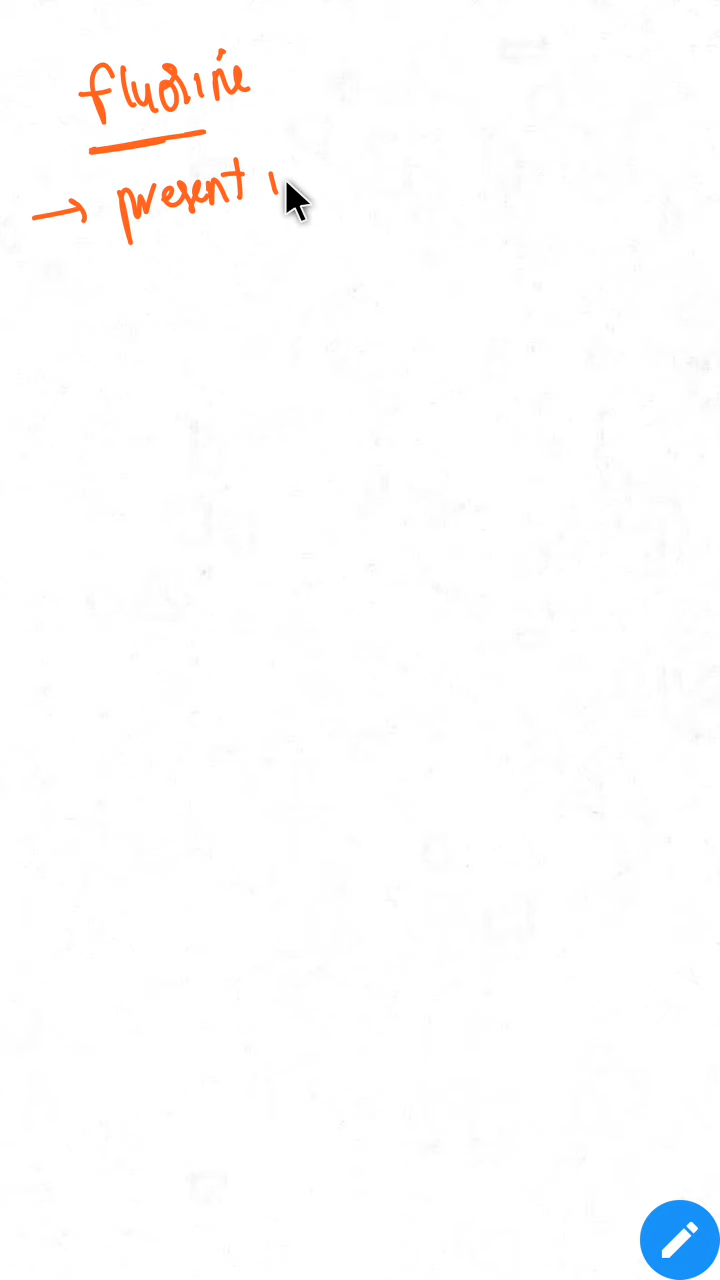 fluorine
→ present